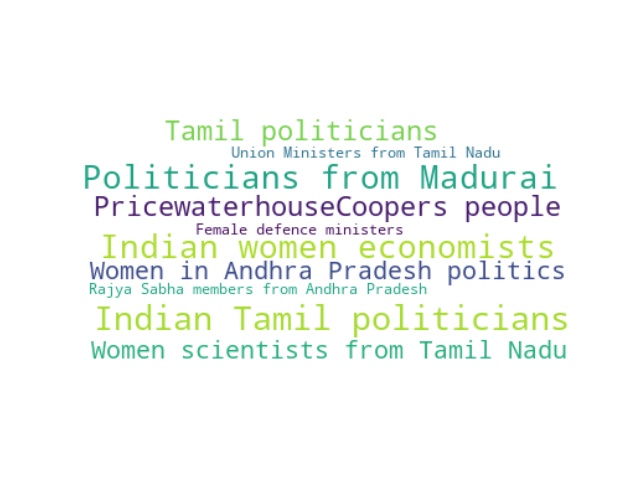 Tamil politicians
Union Ministers from Tamil Nadu
Politicians from Madurai
PricewaterhouseCoopers people
Female defence ministers
Indian women economists
Women in Andhra Pradesh politics
Rajya Sabha members from Andhra Pradesh
Indian Tamil politicians
Women scientists from Tamil Nadu